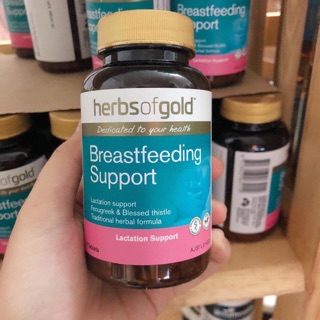 herbsofgold
Dedicated to your health
Breastfeeding
Support
Lactation support
Fenugreek & Blessed thistle
Traditional herbal formula
Lactation Support